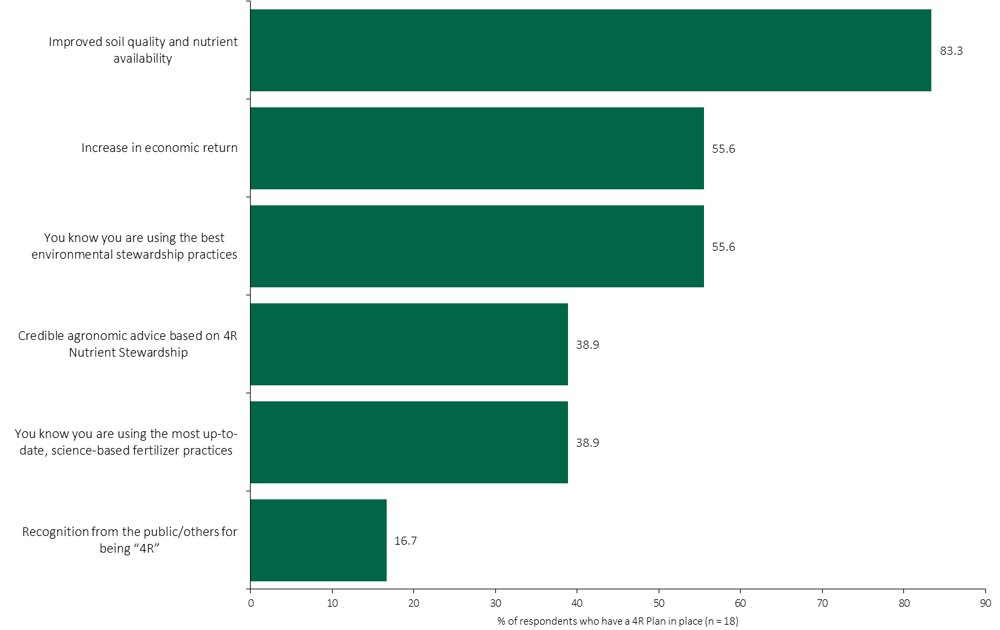 Improved soil quality and nutrient
availability
83.3
Increase in economic return
55.6
You know you are using the best
environmental stewardship practices
55.6
Credible agronomic advice based on 4R
Nutrient Stewardship
38.9
You know you are using the most up-to-
date, science-based fertilizer practices
38.9
Recognition from the public/others for
being “4R”
16.7
0 10 20 30 40 50 60 70 80 90
% of respondents who have a 4R Plan in place (n = 18)